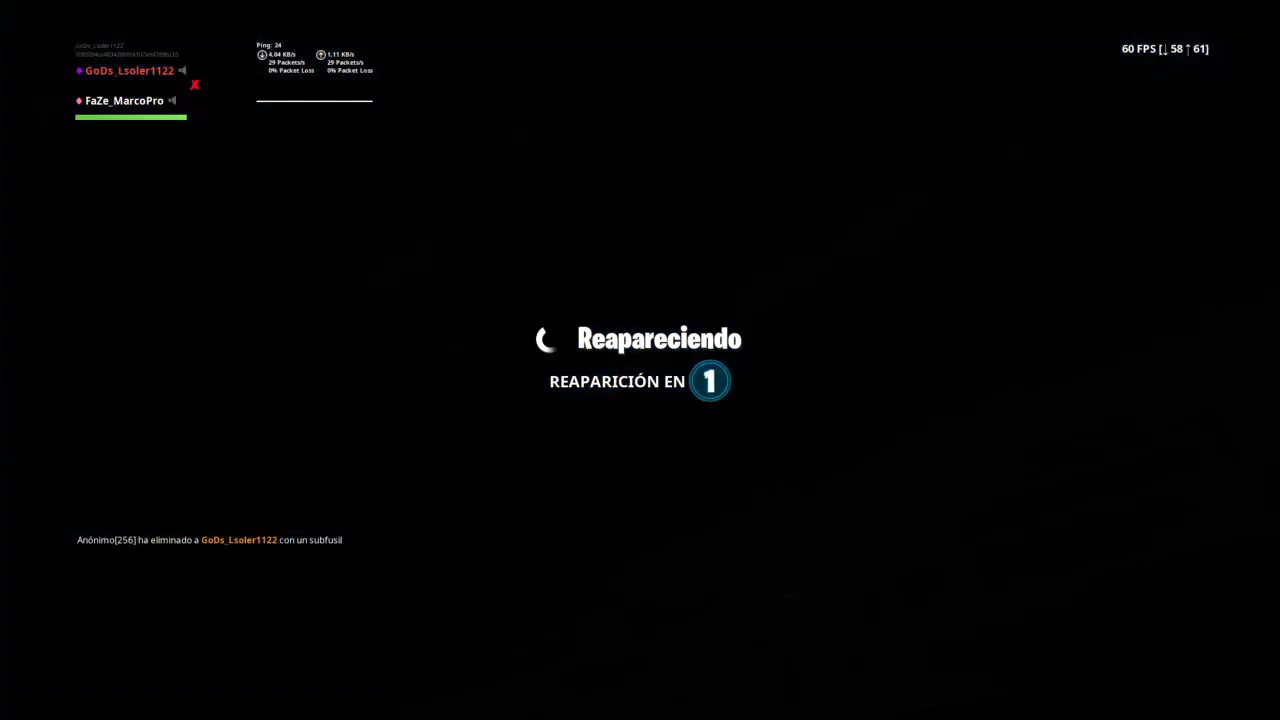 GoDs_Lsoler1122
GoDs_Lsoler1122
FaZe_MarcoPro
Ping: 24
4.04 KB/s 1.11 KB/s
29 Packets/s 29 Packets/s
0% Packet Loss 0% Packet Loss
60 FPS [↓ 58 ↑ 61]
Reapareciendo
REAPARICIÓN EN 1
Anónimo[256] ha eliminado a GoDs_Lsoler1122 con un subfusil